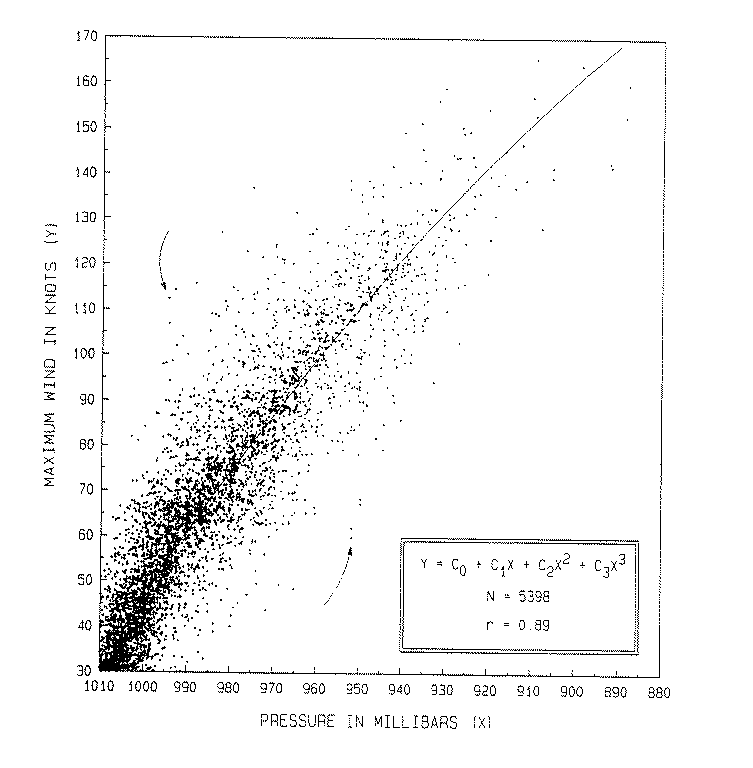 170
160
150
140
130
120
110
100
90
80
70
60
50
40
30
MAXIMUM WIND IN KNOTS (Y)
Y = C₀ + C₁X + C₂X² + C₃X³
N = 5398
r = 0.89
1010 1000 990 980 970 960 950 940 930 920 910 900 890 880
PRESSURE IN MILLIBARS (X)